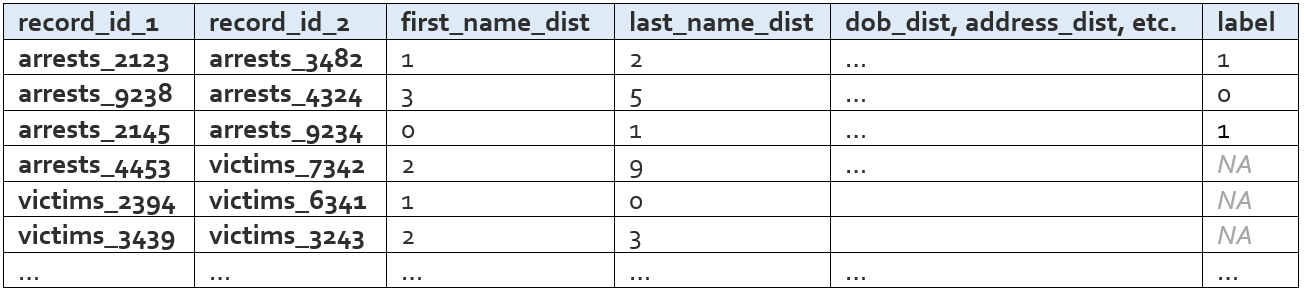 record_id_1 record_id_2 first_name_dist last_name_dist dob_dist, address_dist, etc. label
arrests_2123 arrests_3482 1 2 ... 1
arrests_9238 arrests_4324 3 5 ... 0
arrests_2145 arrests_9234 0 1 ... 1
arrests_4453 victims_7342 2 9 ... NA
victims_2394 victims_6341 1 0 NA
victims_3439 victims_3243 2 3 NA
... ... ... ... ... ...